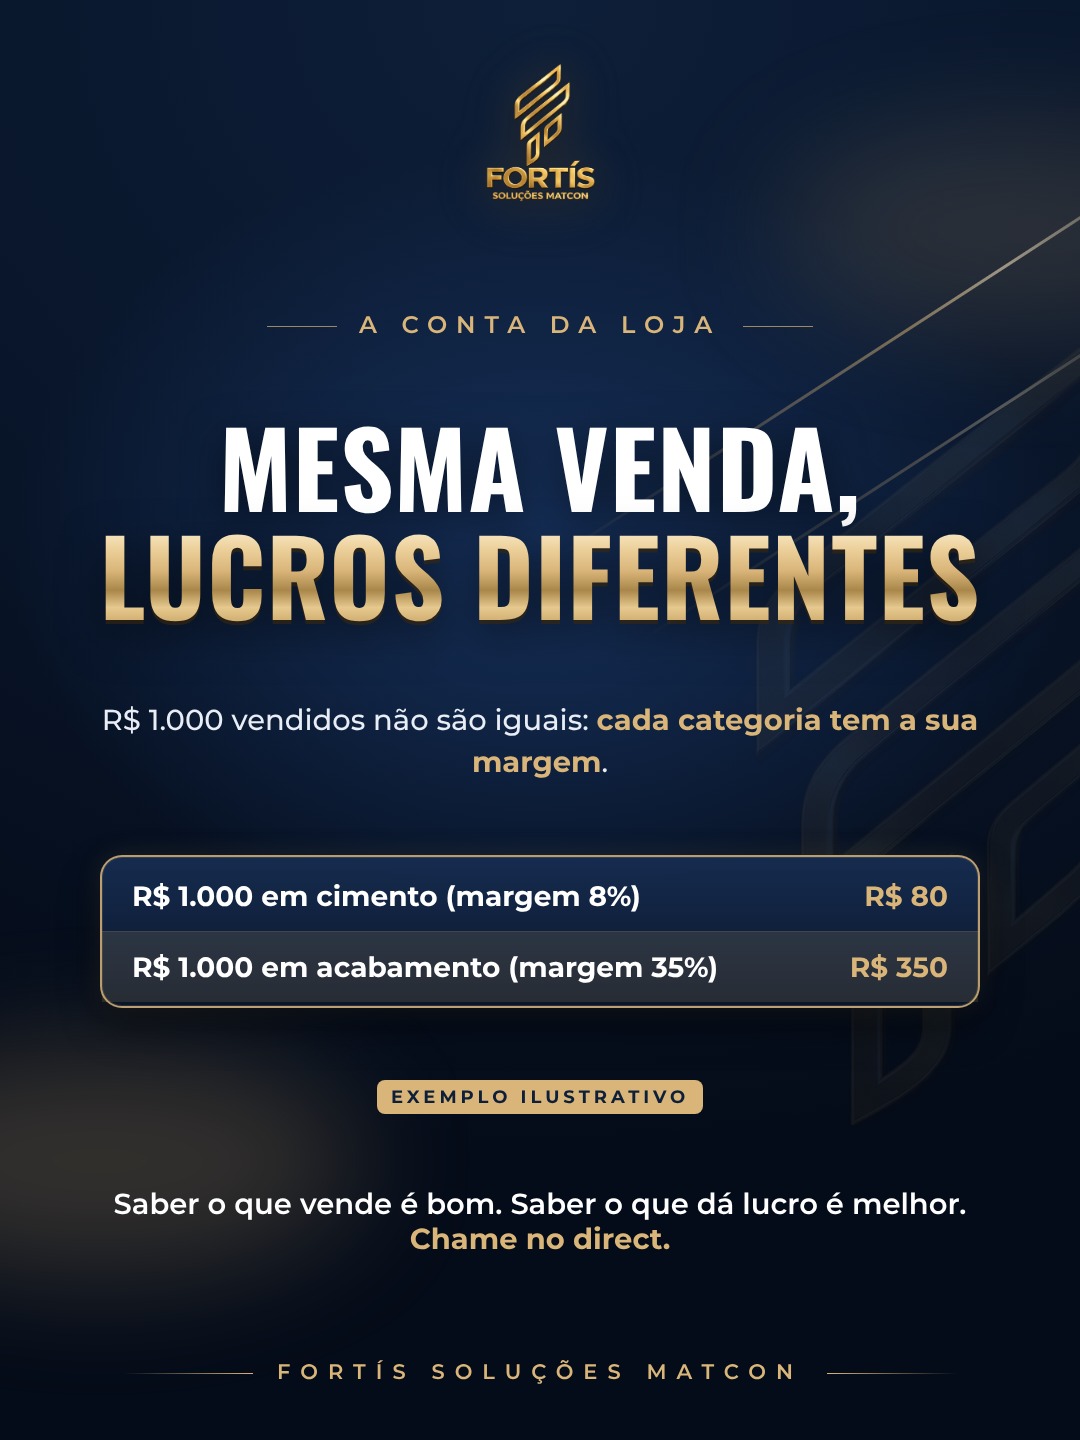 FORTÍS
SOLUÇÕES MATCON
A CONTA DA LOJA
MESMA VENDA,
LUCROS DIFERENTES
R$ 1.000 vendidos não são iguais: cada categoria tem a sua
margem.
R$ 1.000 em cimento (margem 8%) R$ 80
R$ 1.000 em acabamento (margem 35%) R$ 350
EXEMPLO ILUSTRATIVO
Saber o que vende é bom. Saber o que dá lucro é melhor.
Chame no direct.
FORTÍS SOLUÇÕES MATCON